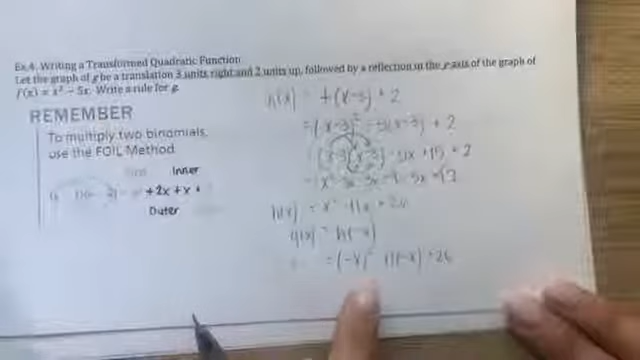 Ex.4. Writing a Transformed Quadratic Function
Let the graph of g be a translation 3 units right and 2 units up, followed by a reflection in the y-axis of the graph of
f(x) = x² - 5x. Write a rule for g.
REMEMBER
To multiply two binomials,
use the FOIL Method.
Inner
+2x + x +
Outer
h(x) = f(x-3) + 2
= (x-3)² - 5(x-3) + 2
= (x-3)(x-3) - 5x + 15 + 2
h(x) = x² - 11x + 26
g(x) = h(-x)
= (-x)² - 11(-x) + 26